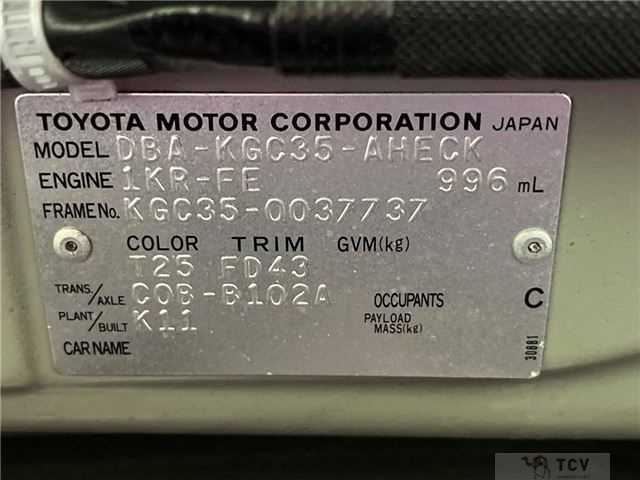 TOYOTA MOTOR CORPORATION JAPAN
MODEL DBA-KGC35-AHECK
ENGINE 1KR-FE 996 mL
FRAME No. KGC35-0037737
COLOR TRIM GVM(kg)
T25 FD43
TRANS./AXLE C0B-B102A OCCUPANTS C
PLANT/BUILT K11 PAYLOAD MASS(kg)
CAR NAME
30881
TCV